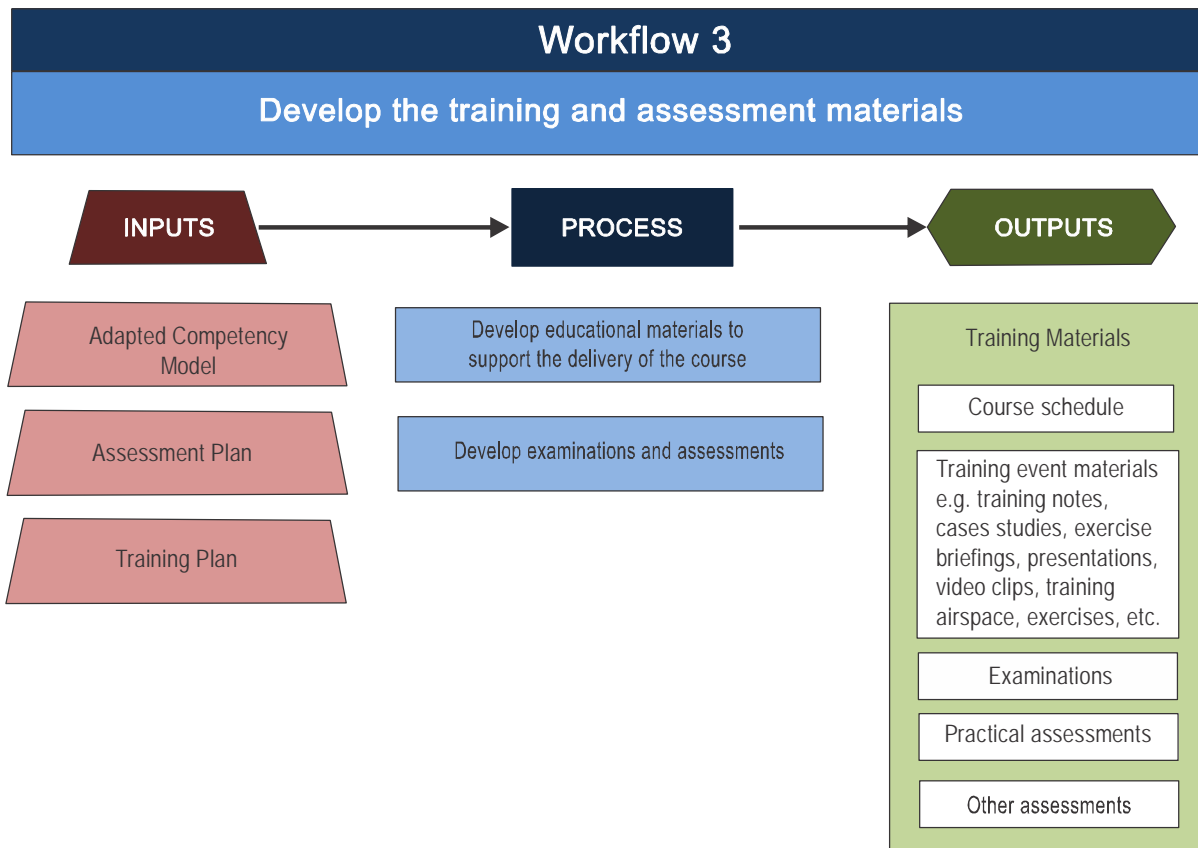 Workflow 3
Develop the training and assessment materials
INPUTS
PROCESS
OUTPUTS
Adapted Competency
Model
Assessment Plan
Training Plan
Develop educational materials to
support the delivery of the course
Develop examinations and assessments
Training Materials
Course schedule
Training event materials
e.g. training notes,
cases studies, exercise
briefings, presentations,
video clips, training
airspace, exercises, etc.
Examinations
Practical assessments
Other assessments